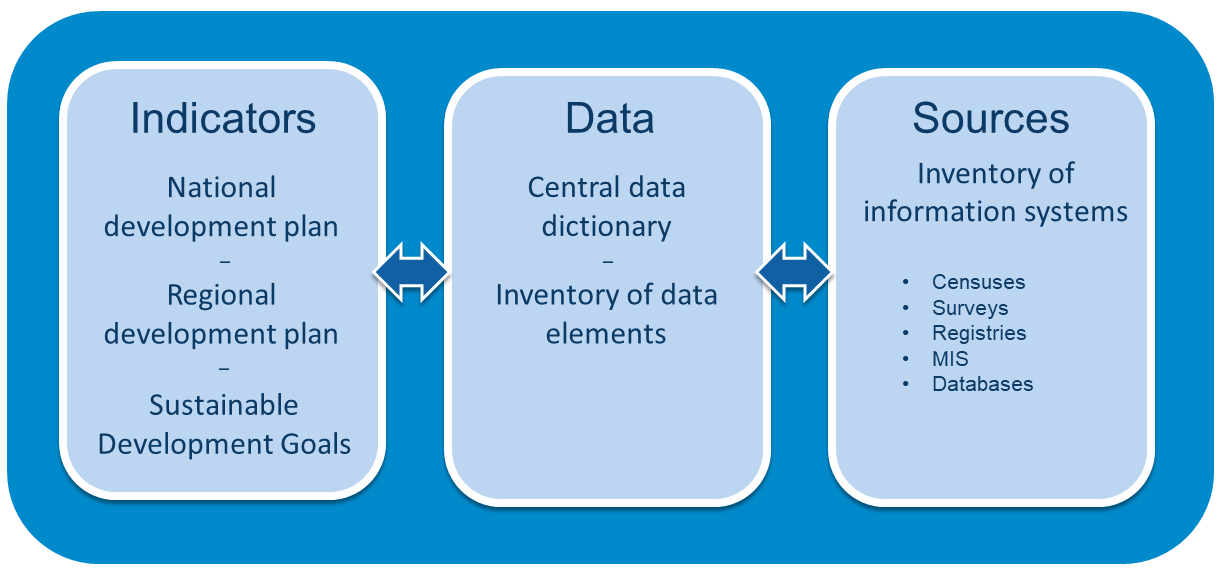 Indicators
National
development plan
–
Regional
development plan
–
Sustainable
Development Goals
Data
Central data
dictionary
–
Inventory of data
elements
Sources
Inventory of
information systems
• Censuses
• Surveys
• Registries
• MIS
• Databases